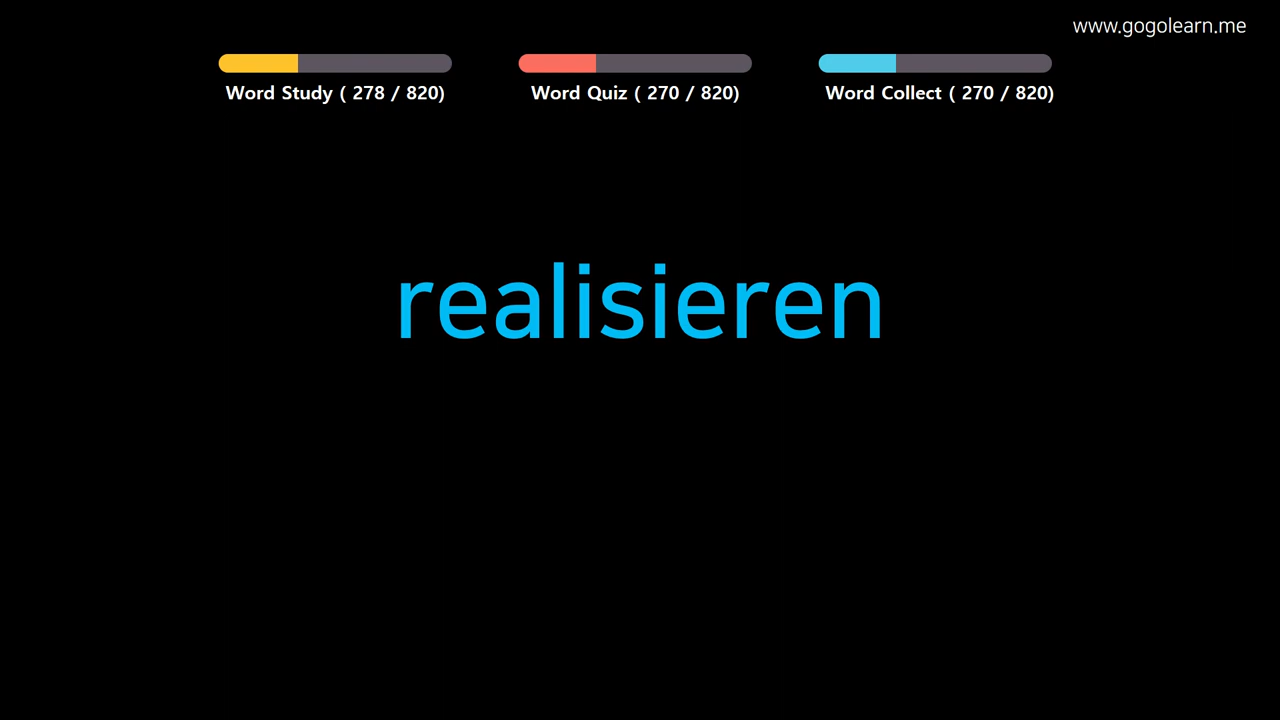 www.gogolearn.me
Word Study ( 278 / 820)
Word Quiz ( 270 / 820)
Word Collect ( 270 / 820)
realisieren